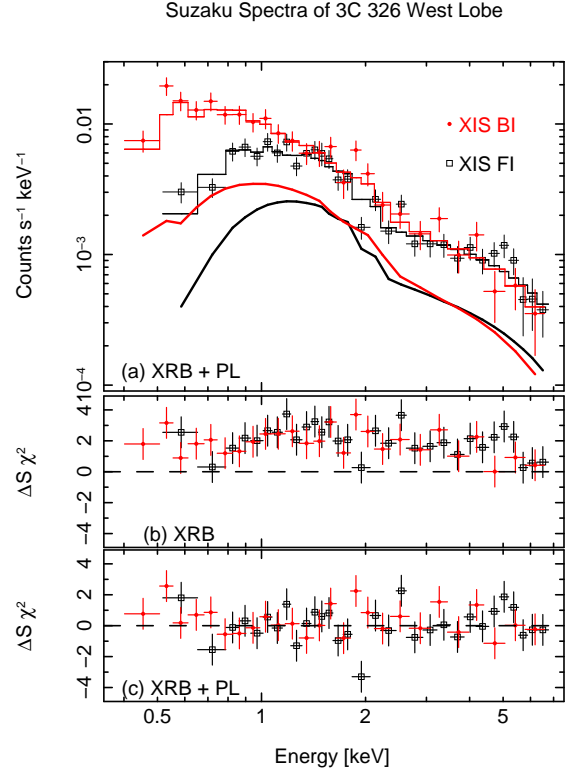 Suzaku Spectra of 3C 326 West Lobe
Counts s⁻¹ keV⁻¹
0.01
10⁻³
10⁻⁴
XIS BI
XIS FI
(a) XRB + PL
ΔS χ²
4
2
0
−2
−4
10
(b) XRB
ΔS χ²
4
2
0
−2
−4
(c) XRB + PL
0.5
1
2
5
Energy [keV]